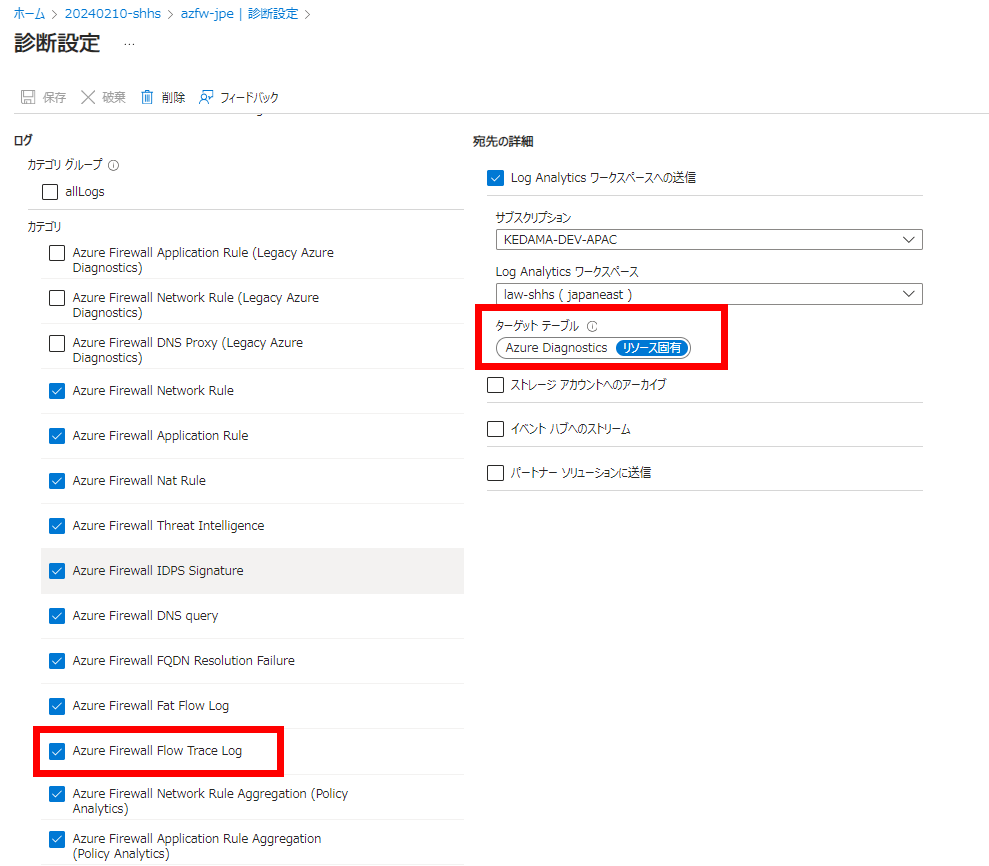 ホーム > 20240210-shhs > azfw-jpe | 診断設定 >
診断設定 …
保存 破棄 削除 フィードバック
ログ
カテゴリ グループ
allLogs
カテゴリ
Azure Firewall Application Rule (Legacy Azure
Diagnostics)
Azure Firewall Network Rule (Legacy Azure
Diagnostics)
Azure Firewall DNS Proxy (Legacy Azure
Diagnostics)
Azure Firewall Network Rule
Azure Firewall Application Rule
Azure Firewall Nat Rule
Azure Firewall Threat Intelligence
Azure Firewall IDPS Signature
Azure Firewall DNS query
Azure Firewall FQDN Resolution Failure
Azure Firewall Fat Flow Log
Azure Firewall Flow Trace Log
Azure Firewall Network Rule Aggregation (Policy
Analytics)
Azure Firewall Application Rule Aggregation
(Policy Analytics)
宛先の詳細
Log Analytics ワークスペースへの送信
サブスクリプション
KEDAMA-DEV-APAC
Log Analytics ワークスペース
law-shhs ( japaneast )
ターゲット テーブル
Azure Diagnostics リソース固有
ストレージ アカウントへのアーカイブ
イベント ハブへのストリーム
パートナー ソリューションに送信